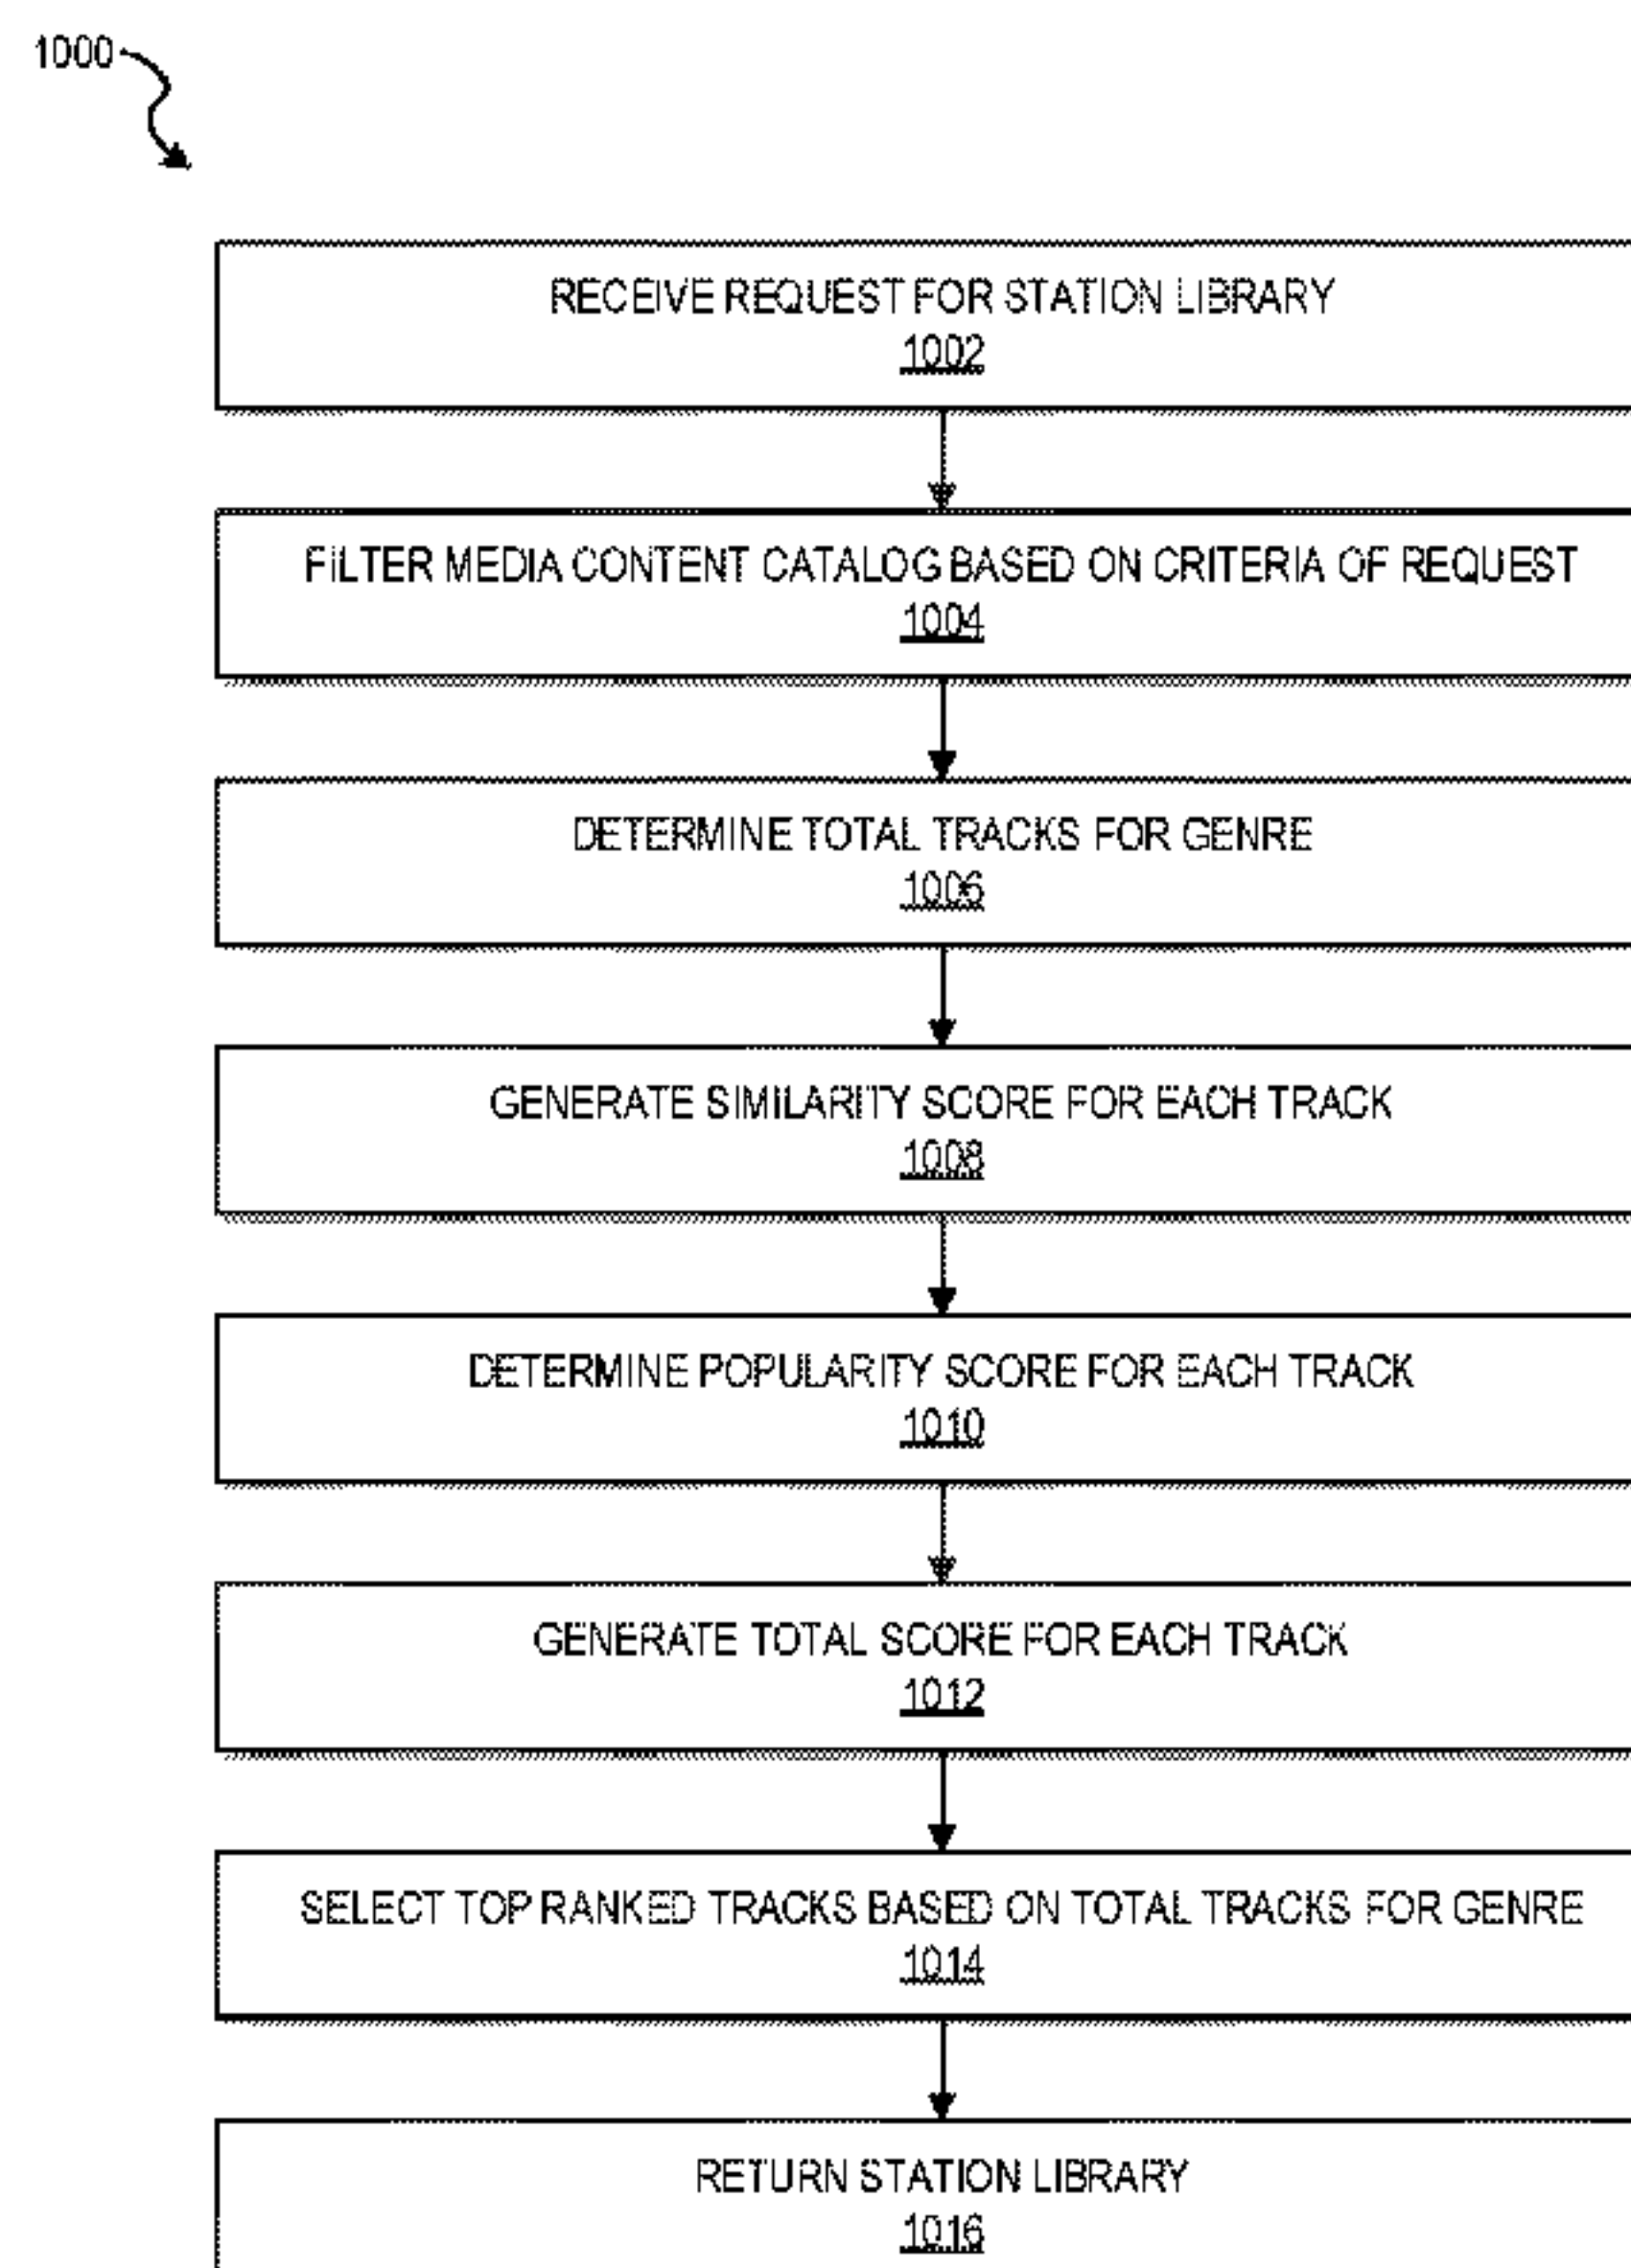 1000
RECEIVE REQUEST FOR STATION LIBRARY
1002
FILTER MEDIA CONTENT CATALOG BASED ON CRITERIA OF REQUEST
1004
DETERMINE TOTAL TRACKS FOR GENRE
1006
GENERATE SIMILARITY SCORE FOR EACH TRACK
1008
DETERMINE POPULARITY SCORE FOR EACH TRACK
1010
GENERATE TOTAL SCORE FOR EACH TRACK
1012
SELECT TOP RANKED TRACKS BASED ON TOTAL TRACKS FOR GENRE
1014
RETURN STATION LIBRARY
1016